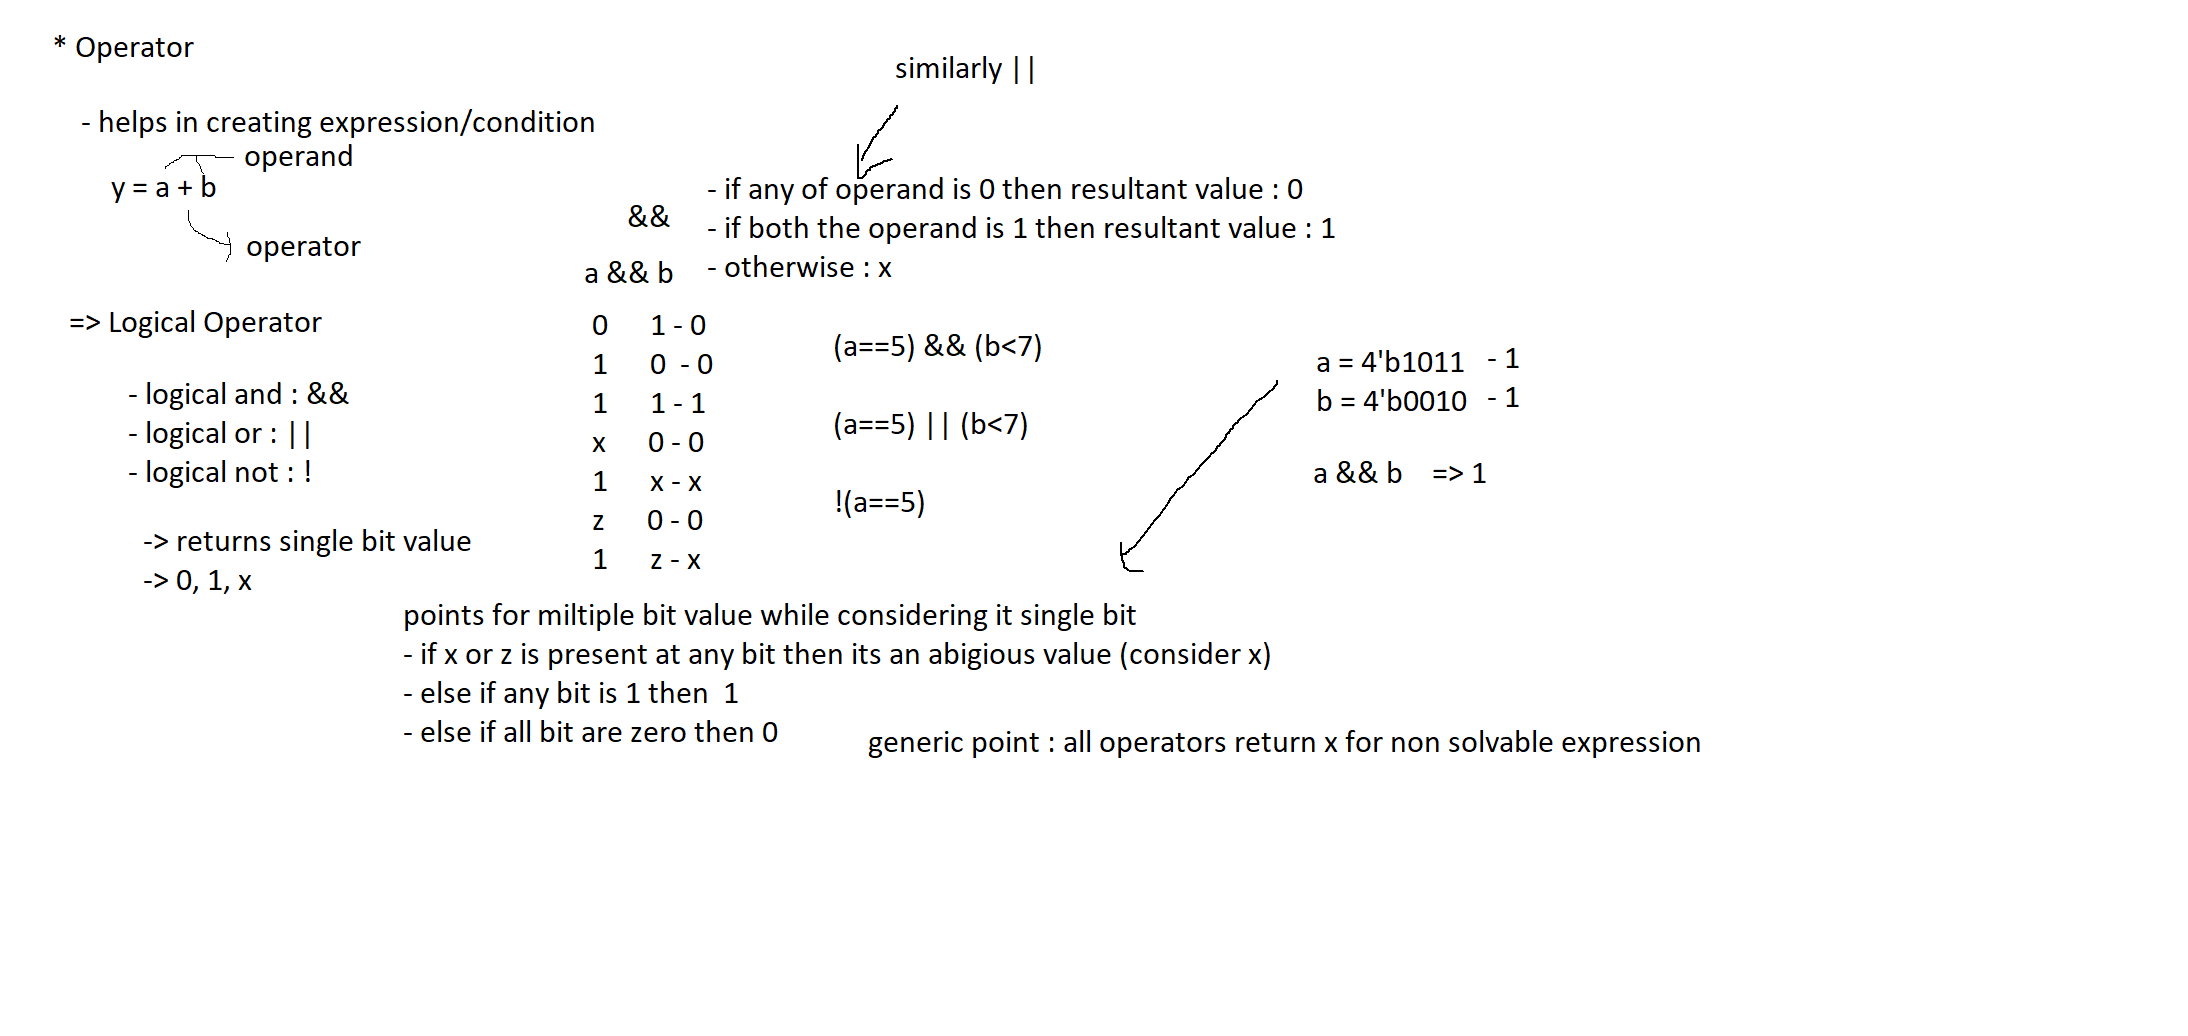 * Operator
similarly ||
- helps in creating expression/condition
operand
y = a + b
operator
&&
- if any of operand is 0 then resultant value : 0
- if both the operand is 1 then resultant value : 1
- otherwise : x
a && b
0 1 - 0
1 0 - 0
1 1 - 1
x 0 - 0
1 x - x
z 0 - 0
1 z - x
=> Logical Operator
- logical and : &&
- logical or : ||
- logical not : !
-> returns single bit value
-> 0, 1, x
(a==5) && (b<7)
(a==5) || (b<7)
!(a==5)
a = 4'b1011 - 1
b = 4'b0010 - 1
a && b => 1
points for miltiple bit value while considering it single bit
- if x or z is present at any bit then its an abigious value (consider x)
- else if any bit is 1 then 1
- else if all bit are zero then 0
generic point : all operators return x for non solvable expression